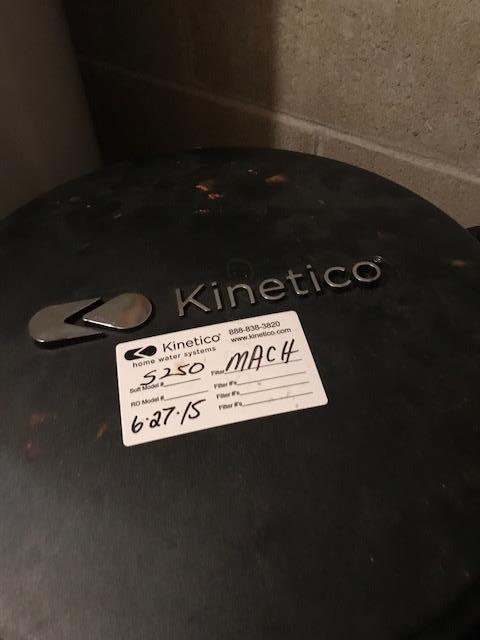 Kinetico®
Kinetico® 888-838-3820
home water systems www.kinetico.com
Soft Model # S250 Filter MACH
RO Model # Filter #'s
Filter #'s
6·27·15 Filter #'s